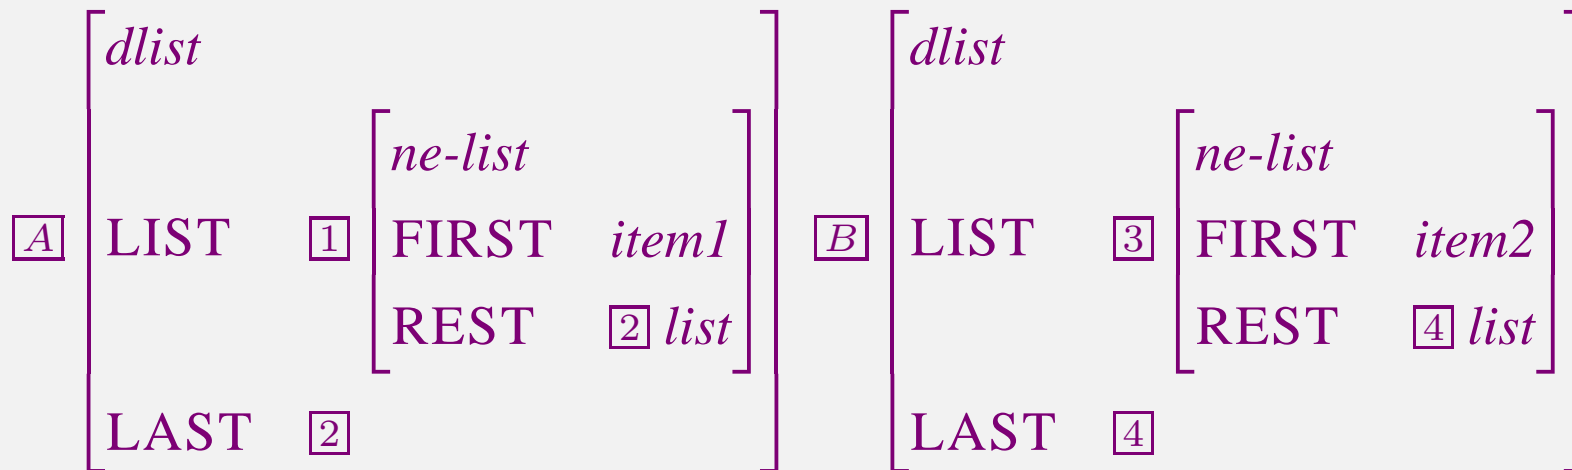 dlist dlist
ne-list ne-list
A LIST 1 FIRST item1 B LIST 3 FIRST item2
REST 2 list REST 4 list
LAST 2 LAST 4